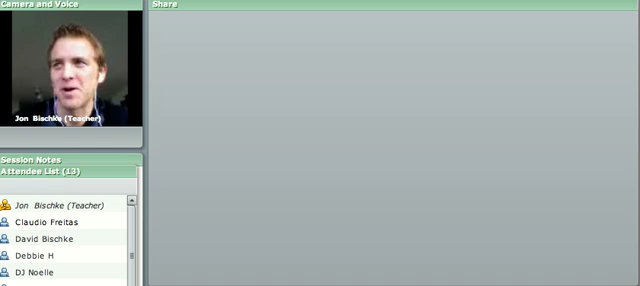 Camera and Voice
Share
Jon Bischke (Teacher)
Session Notes
Attendee List (13)
Jon Bischke (Teacher)
Claudio Freitas
David Bischke
Debbie H
DJ Noelle